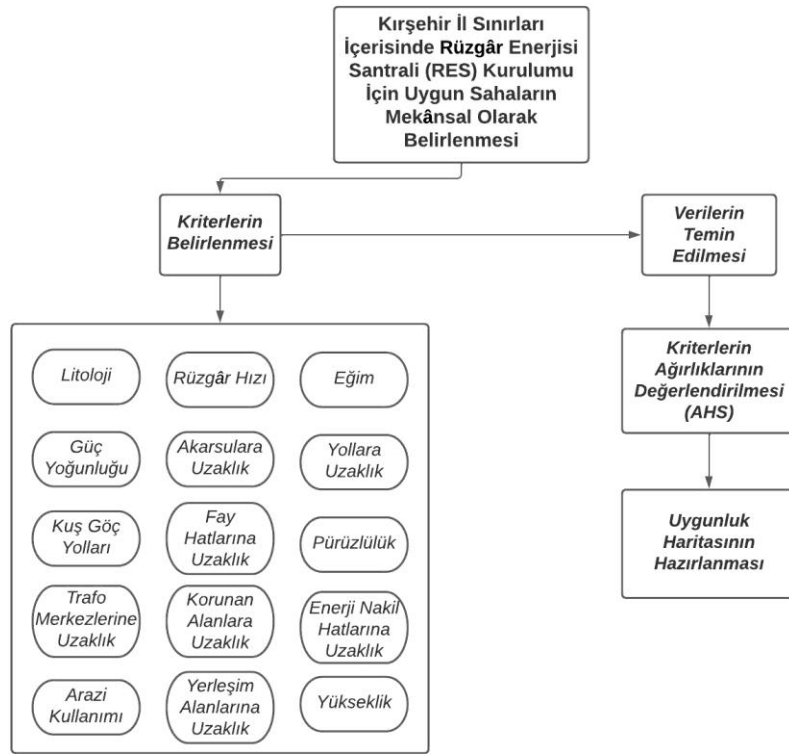 Kırşehir İl Sınırları
İçerisinde Rüzgâr Enerjisi
Santrali (RES) Kurulumu
İçin Uygun Sahaların
Mekânsal Olarak
Belirlenmesi
Kriterlerin
Belirlenmesi
Verilerin
Temin
Edilmesi
Litoloji
Rüzgâr Hızı
Eğim
Güç
Yoğunluğu
Akarsulara
Uzaklık
Yollara
Uzaklık
Kuş Göç
Yolları
Fay
Hatlarına
Uzaklık
Pürüzlülük
Trafo
Merkezlerine
Uzaklık
Korunan
Alanlara
Uzaklık
Enerji Nakil
Hatlarına
Uzaklık
Arazi
Kullanımı
Yerleşim
Alanlarına
Uzaklık
Yükseklik
Kriterlerin
Ağırlıklarının
Değerlendirilmesi
(AHS)
Uygunluk
Haritasının
Hazırlanması